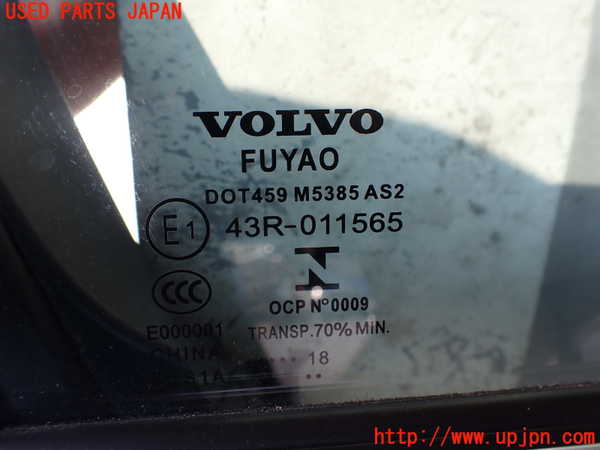 USED PARTS JAPAN
VOLVO
FUYAO
DOT459 M5385 AS2
E1 43R-011565
CCC
OCP Nº0009
E000001 TRANSP.70% MIN.
CHINA •••• 18
••
http://www.upjpn.com